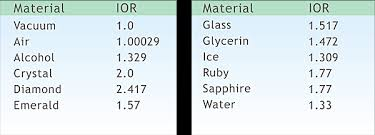 Material IOR
Vacuum 1.0
Air 1.00029
Alcohol 1.329
Crystal 2.0
Diamond 2.417
Emerald 1.57
Material IOR
Glass 1.517
Glycerin 1.472
Ice 1.309
Ruby 1.77
Sapphire 1.77
Water 1.33